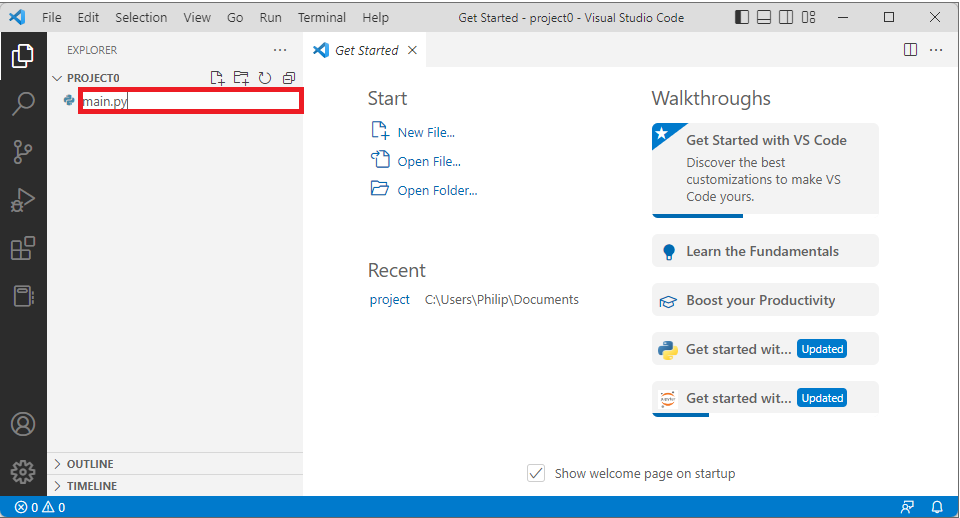 File Edit Selection View Go Run Terminal Help Get Started - project0 - Visual Studio Code
EXPLORER
Get Started
PROJECT0
main.py
OUTLINE
TIMELINE
Start
New File...
Open File...
Open Folder...
Recent
project C:\Users\Philip\Documents
Walkthroughs
Get Started with VS Code
Discover the best
customizations to make VS
Code yours.
Learn the Fundamentals
Boost your Productivity
Get started wit... Updated
Get started wit... Updated
Show welcome page on startup
0 0